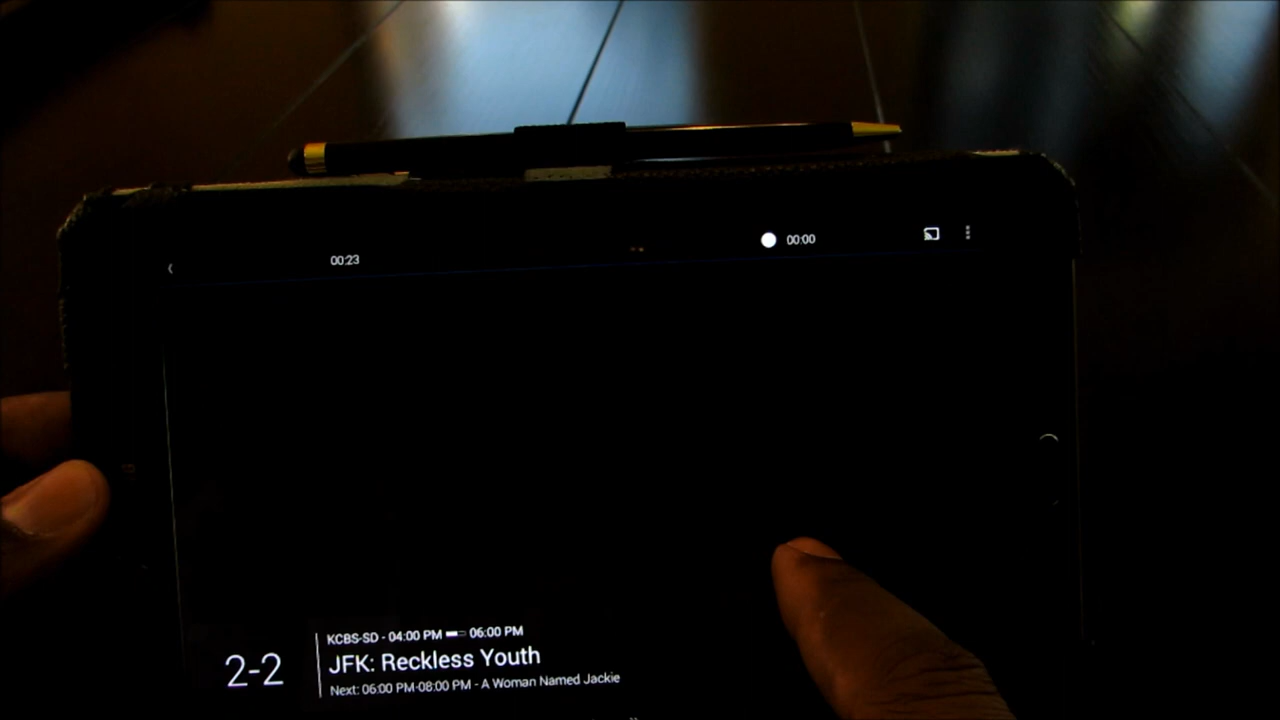 00:23
00:00
KCBS-SD - 04:00 PM 06:00 PM
2-2
JFK: Reckless Youth
Next: 06:00 PM-08:00 PM - A Woman Named Jackie